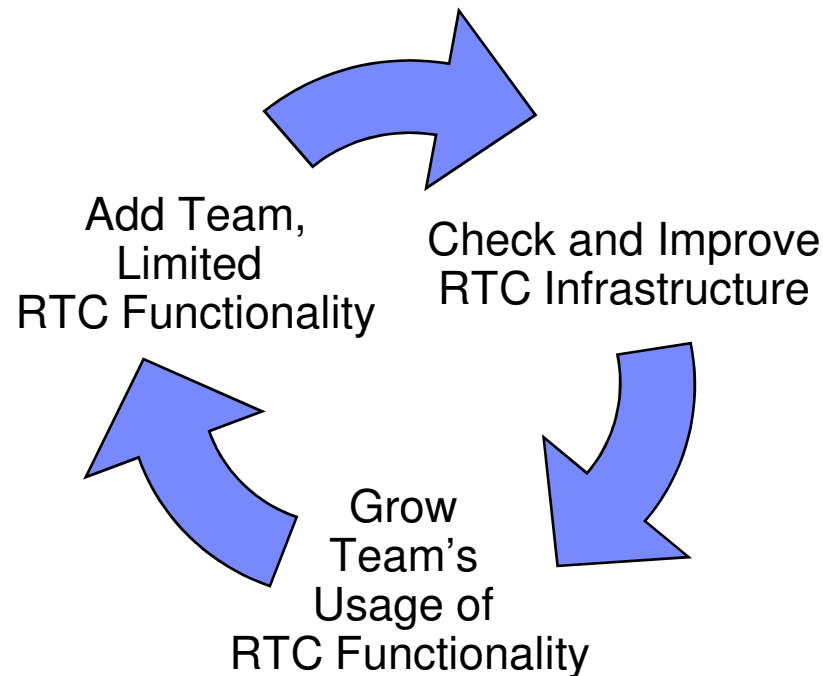 Add Team,
Limited
RTC Functionality
Check and Improve
RTC Infrastructure
Grow
Team’s
Usage of
RTC Functionality